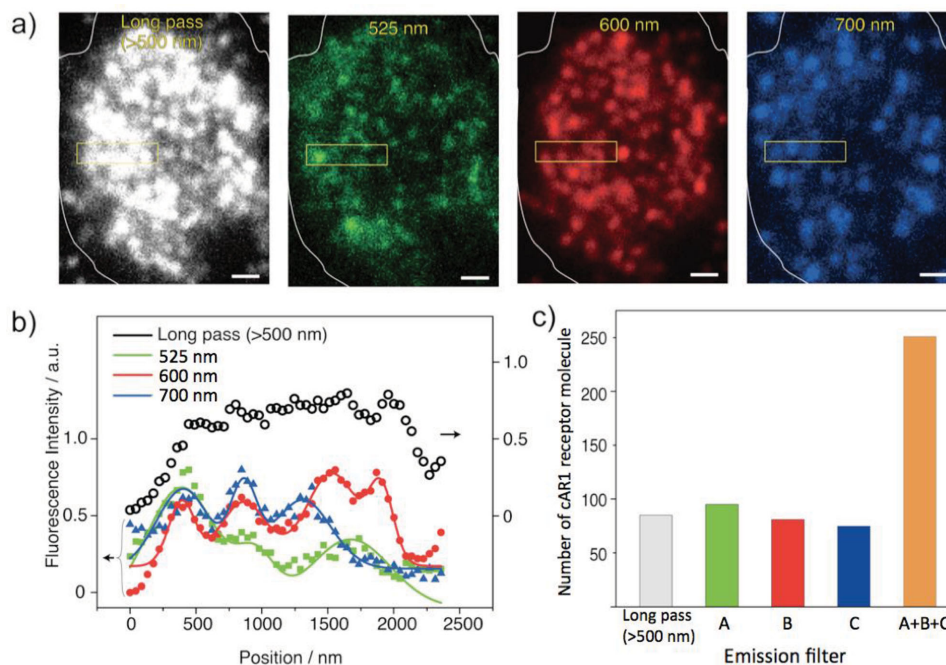 a)
Long pass
(>500 nm)
525 nm
600 nm
700 nm
b)
Long pass (>500 nm)
525 nm
600 nm
700 nm
Fluorescence Intensity / a.u.
1.0
0.5
0
1.0
0.5
0
0 500 1000 1500 2000 2500
Position / nm
c)
Number of cAR1 receptor molecule
250
200
150
100
50
Long pass
(>500 nm)
A B C A+B+C
Emission filter